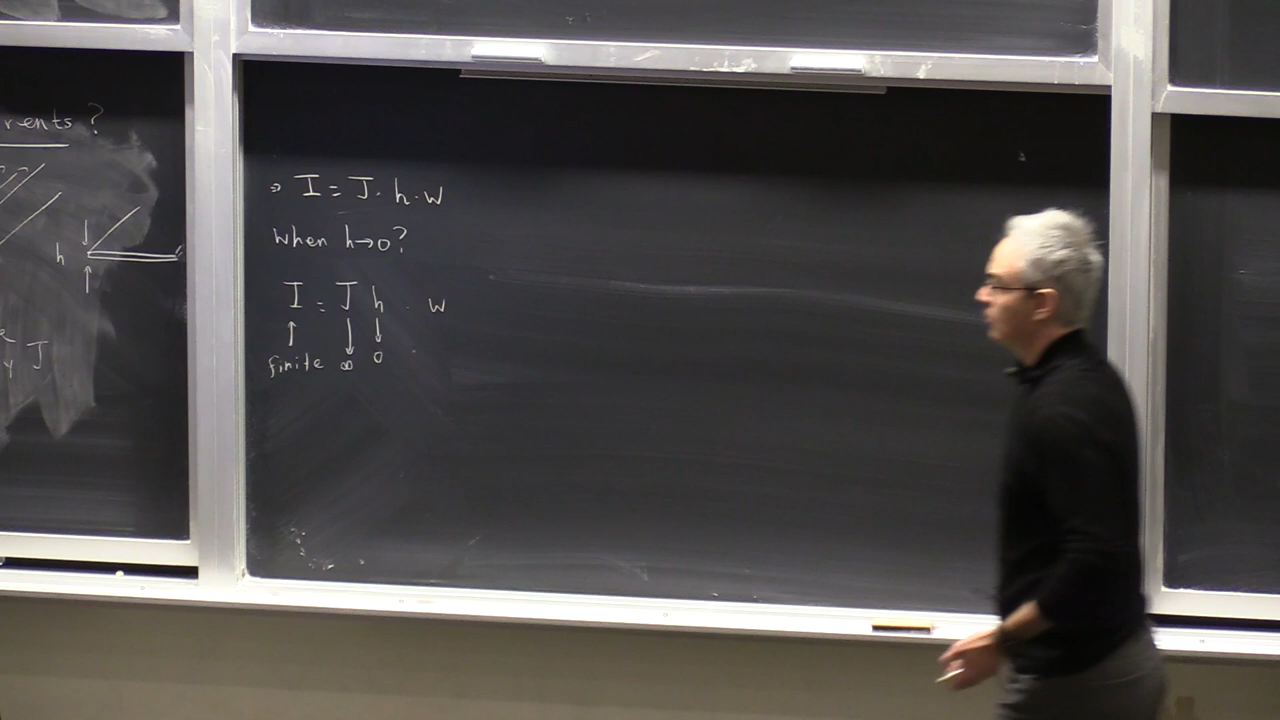 rents ?
h
y J
⇒ I = J · h · w
When h→0?
I = J h · w
↑ ↓ ↓
finite ∞ 0